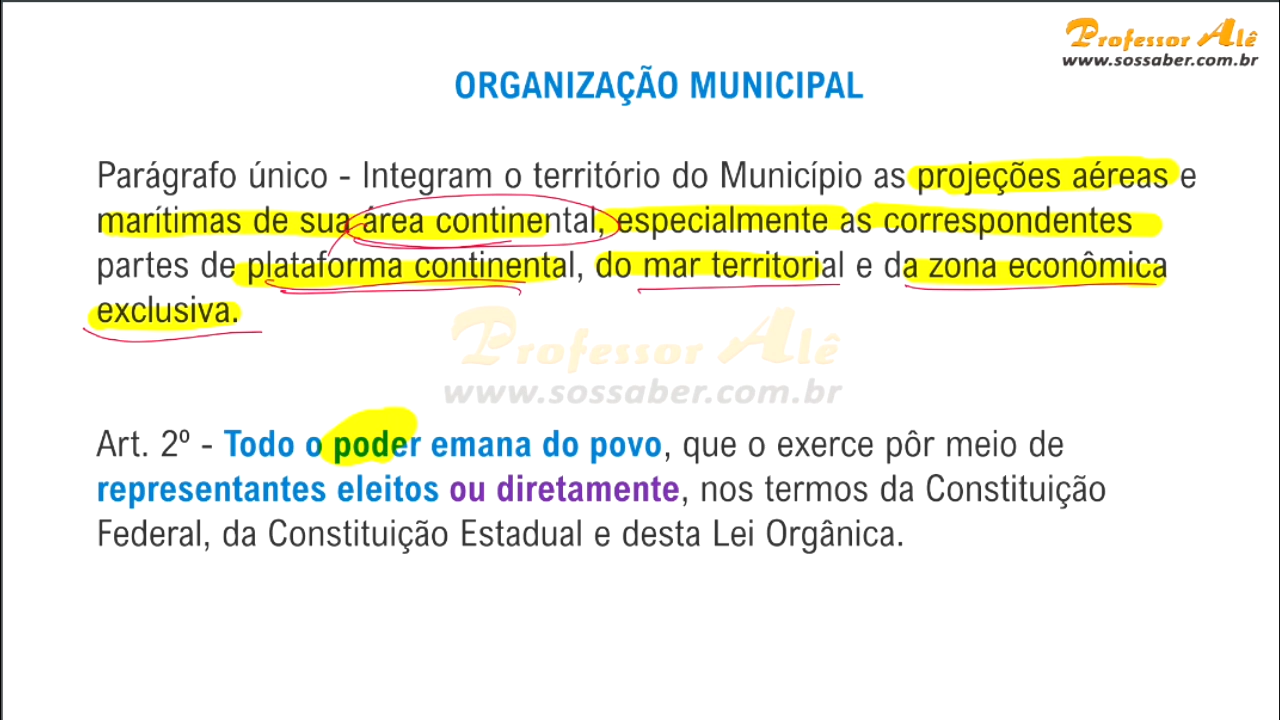 Professor Alê
www.sossaber.com.br
ORGANIZAÇÃO MUNICIPAL
Parágrafo único - Integram o território do Município as projeções aéreas e
marítimas de sua área continental, especialmente as correspondentes
partes de plataforma continental, do mar territorial e da zona econômica
exclusiva.
Professor Alê
www.sossaber.com.br
Art. 2º - Todo o poder emana do povo, que o exerce pôr meio de
representantes eleitos ou diretamente, nos termos da Constituição
Federal, da Constituição Estadual e desta Lei Orgânica.